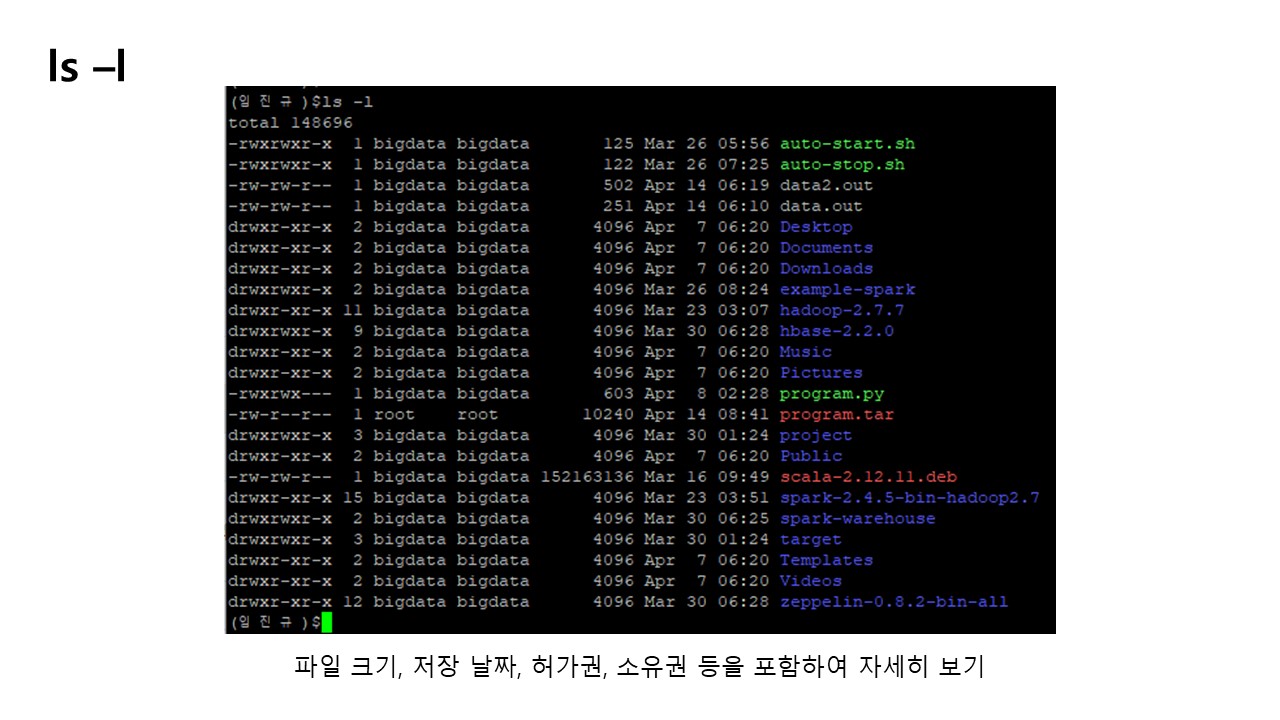 ls –l
(임 진 규 )$ls -l
total 148696
-rwxrwxr-x 1 bigdata bigdata 125 Mar 26 05:56 auto-start.sh
-rwxrwxr-x 1 bigdata bigdata 122 Mar 26 07:25 auto-stop.sh
-rw-rw-r-- 1 bigdata bigdata 502 Apr 14 06:19 data2.out
-rw-rw-r-- 1 bigdata bigdata 251 Apr 14 06:10 data.out
drwxr-xr-x 2 bigdata bigdata 4096 Apr 7 06:20 Desktop
drwxr-xr-x 2 bigdata bigdata 4096 Apr 7 06:20 Documents
drwxr-xr-x 2 bigdata bigdata 4096 Apr 7 06:20 Downloads
drwxrwxr-x 2 bigdata bigdata 4096 Mar 26 08:24 example-spark
drwxrwxr-x 11 bigdata bigdata 4096 Mar 23 03:07 hadoop-2.7.7
drwxrwxr-x 9 bigdata bigdata 4096 Mar 30 06:28 hbase-2.2.0
drwxr-xr-x 2 bigdata bigdata 4096 Apr 7 06:20 Music
drwxr-xr-x 2 bigdata bigdata 4096 Apr 7 06:20 Pictures
-rwxrwx--- 1 bigdata bigdata 603 Apr 8 02:28 program.py
-rw-r--r-- 1 root root 10240 Apr 14 08:41 program.tar
drwxrwxr-x 3 bigdata bigdata 4096 Mar 30 01:24 project
drwxr-xr-x 2 bigdata bigdata 4096 Apr 7 06:20 Public
-rw-rw-r-- 1 bigdata bigdata 152163136 Mar 16 09:49 scala-2.12.11.deb
drwxr-xr-x 15 bigdata bigdata 4096 Mar 23 03:51 spark-2.4.5-bin-hadoop2.7
drwxrwxr-x 2 bigdata bigdata 4096 Mar 30 06:25 spark-warehouse
drwxrwxr-x 3 bigdata bigdata 4096 Mar 30 01:24 target
drwxr-xr-x 2 bigdata bigdata 4096 Apr 7 06:20 Templates
drwxr-xr-x 2 bigdata bigdata 4096 Apr 7 06:20 Videos
drwxr-xr-x 12 bigdata bigdata 4096 Mar 30 06:28 zeppelin-0.8.2-bin-all
(임 진 규 )$
파일 크기, 저장 날짜, 허가권, 소유권 등을 포함하여 자세히 보기